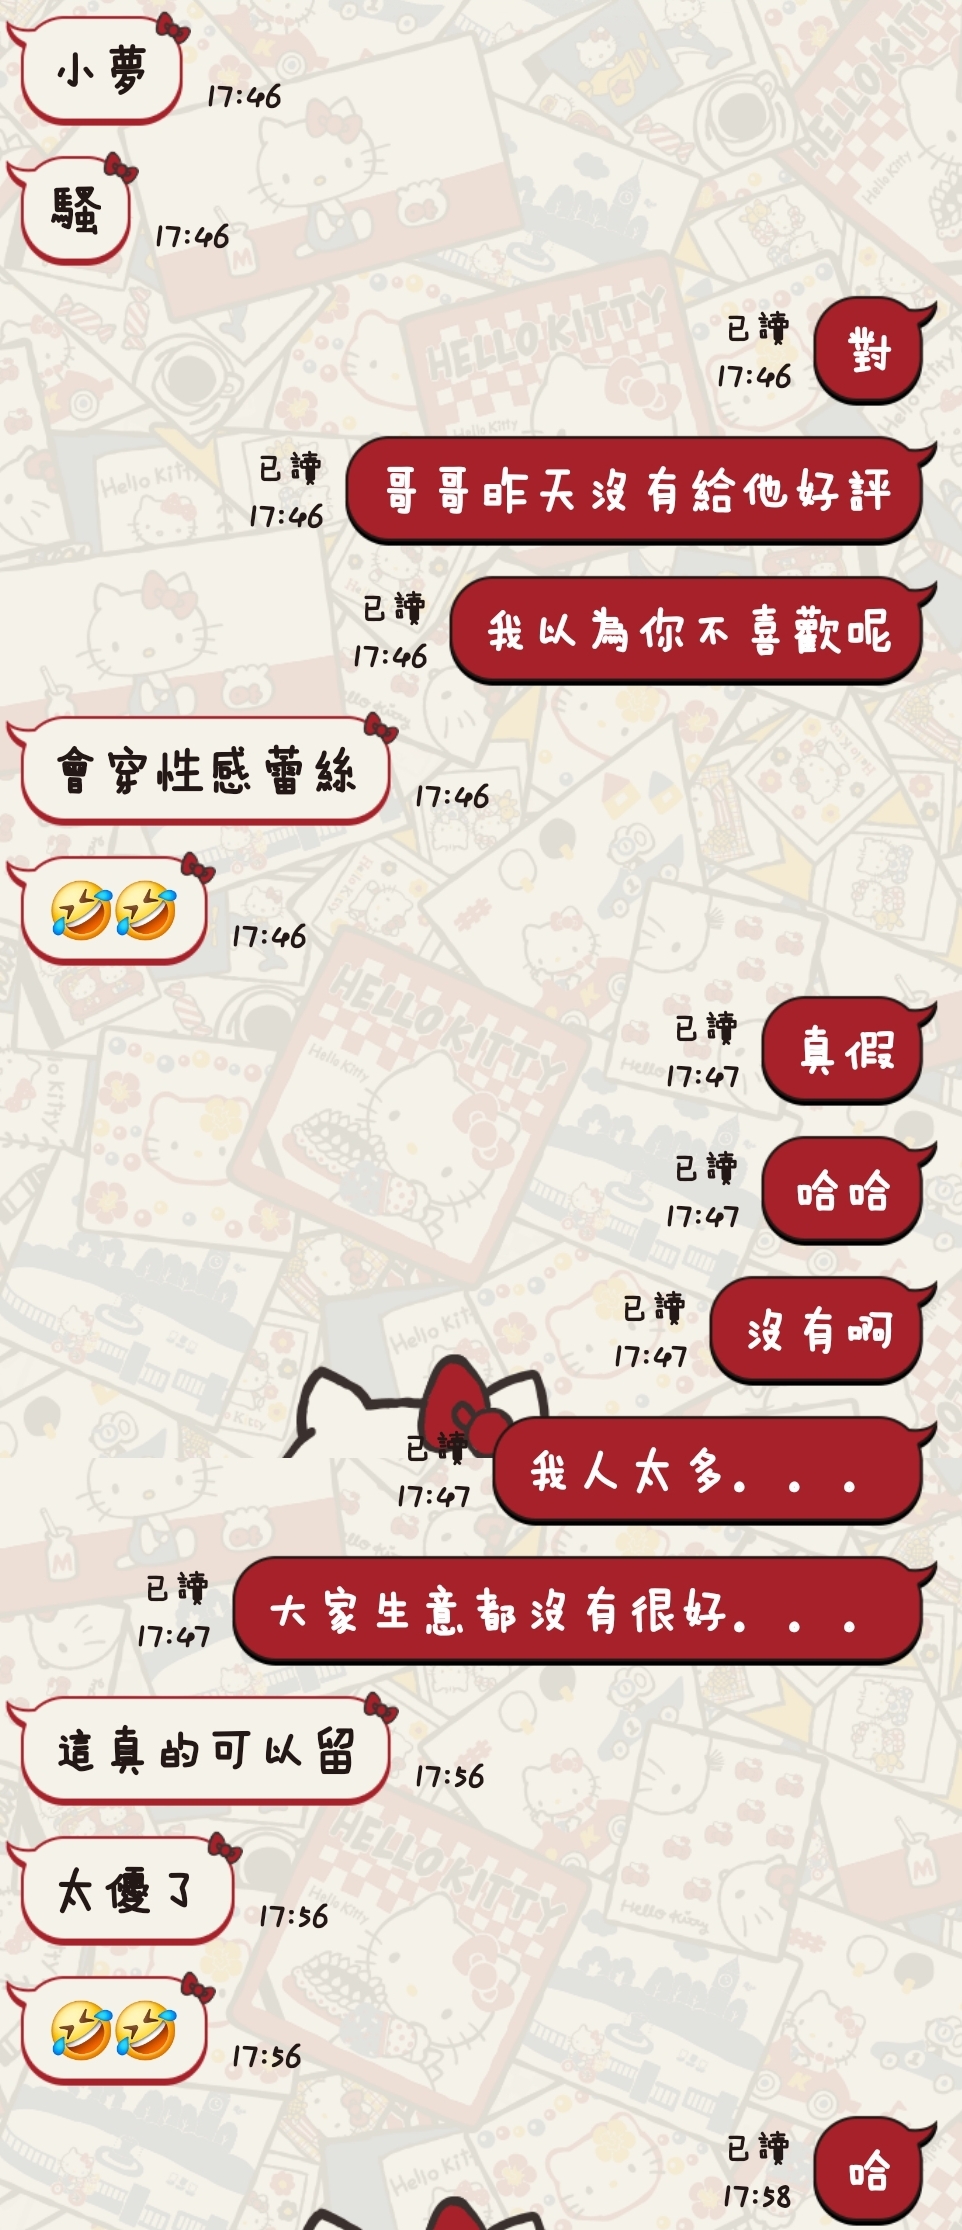 小夢
17:46
騷
17:46
已讀
17:46
對
已讀
17:46
哥哥昨天沒有給他好評
已讀
17:46
我以為你不喜歡呢
會穿性感蕾絲
17:46
🤣🤣
17:46
已讀
17:47
真假
已讀
17:47
哈哈
已讀
17:47
沒有啊
已讀
17:47
我人太多...
已讀
17:47
大家生意都沒有很好...
這真的可以留
17:56
太優了
17:56
🤣🤣
17:56
已讀
17:58
哈